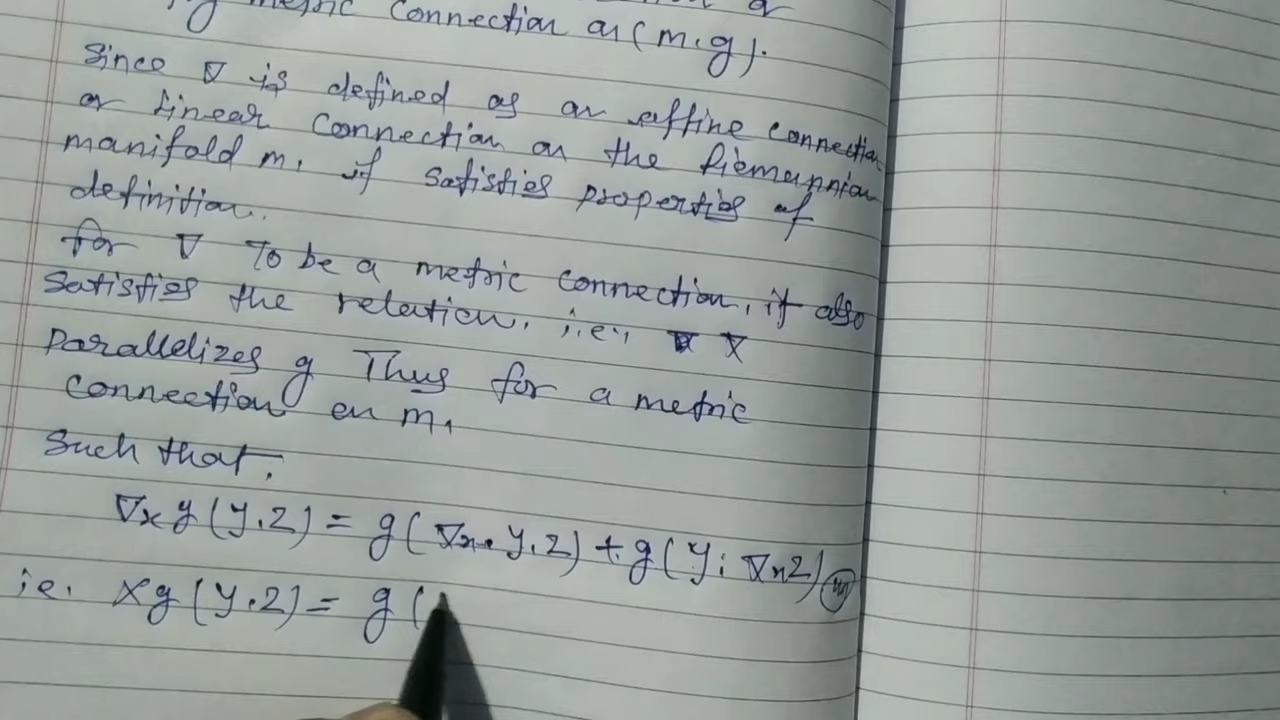 metric connection on (M, g).
Since ∇ is defined as an affine connection
or linear connection on the Riemannian
manifold M, it satisfies properties of
definition.
for ∇ To be a metric connection, it also
satisfies the relation, i.e., ∇
Parallelizes g Thus for a metric
connection on M,
Such that,
∇x g(Y, Z) = g(∇x Y, Z) + g(Y, ∇x Z)
i.e. Xg(Y, Z) = g(